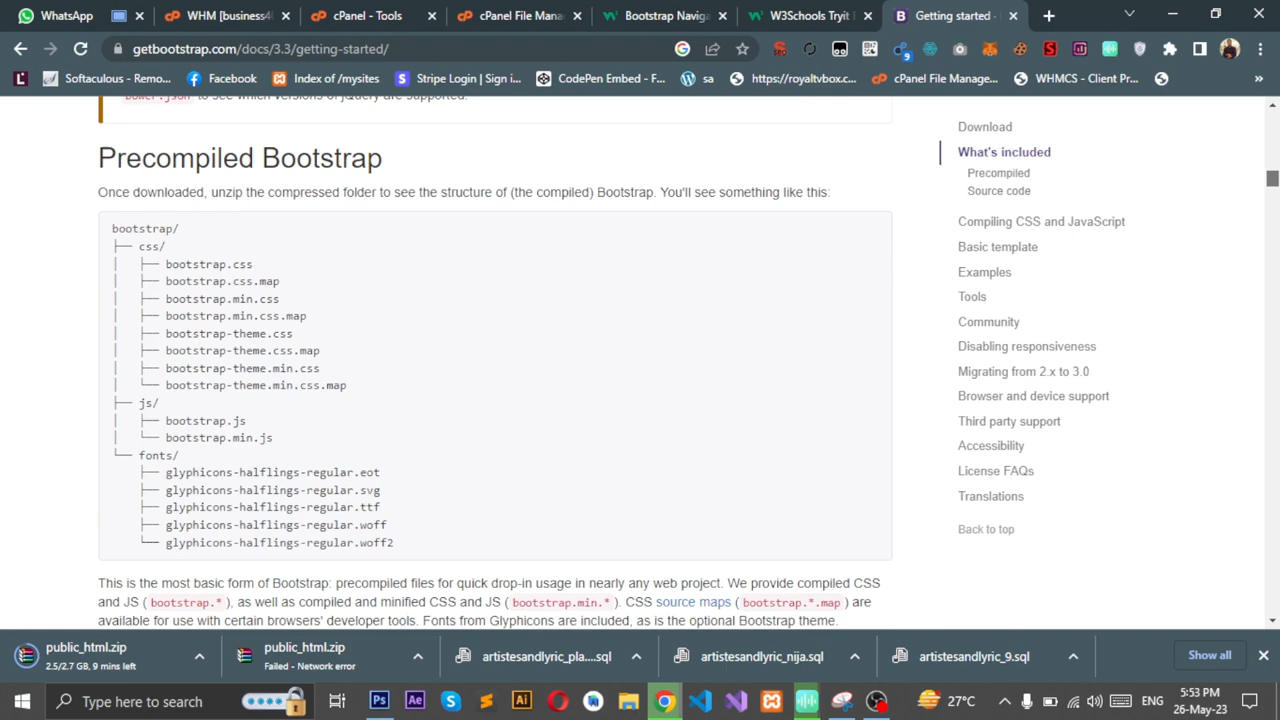 WhatsApp
WHM [business4
cPanel - Tools
cPanel File Mana
Bootstrap Naviga
W3Schools Tryit
Getting started -
getbootstrap.com/docs/3.3/getting-started/
9
Softaculous - Remo...
Facebook
Index of /mysites
Stripe Login | Sign i...
CodePen Embed - F...
sa
https://royaltvbox.c...
cPanel File Manage...
WHMCS - Client Pr...
»
bower.json to see which versions of jQuery are supported.
Precompiled Bootstrap
Once downloaded, unzip the compressed folder to see the structure of (the compiled) Bootstrap. You'll see something like this:
bootstrap/
├── css/
│   ├── bootstrap.css
│   ├── bootstrap.css.map
│   ├── bootstrap.min.css
│   ├── bootstrap.min.css.map
│   ├── bootstrap-theme.css
│   ├── bootstrap-theme.css.map
│   ├── bootstrap-theme.min.css
│   └── bootstrap-theme.min.css.map
├── js/
│   ├── bootstrap.js
│   └── bootstrap.min.js
└── fonts/
    ├── glyphicons-halflings-regular.eot
    ├── glyphicons-halflings-regular.svg
    ├── glyphicons-halflings-regular.ttf
    ├── glyphicons-halflings-regular.woff
    └── glyphicons-halflings-regular.woff2
This is the most basic form of Bootstrap: precompiled files for quick drop-in usage in nearly any web project. We provide compiled CSS
and JS ( bootstrap.* ), as well as compiled and minified CSS and JS ( bootstrap.min.* ). CSS source maps ( bootstrap.*.map ) are
available for use with certain browsers' developer tools. Fonts from Glyphicons are included, as is the optional Bootstrap theme.
Download
What's included
Precompiled
Source code
Compiling CSS and JavaScript
Basic template
Examples
Tools
Community
Disabling responsiveness
Migrating from 2.x to 3.0
Browser and device support
Third party support
Accessibility
License FAQs
Translations
Back to top
public_html.zip
2.5/2.7 GB, 9 mins left
public_html.zip
Failed - Network error
artistesandlyric_pla....sql
artistesandlyric_nija.sql
artistesandlyric_9.sql
Show all
Type here to search
Ps
Ae
Ai
27°C
ENG
5:53 PM
26-May-23